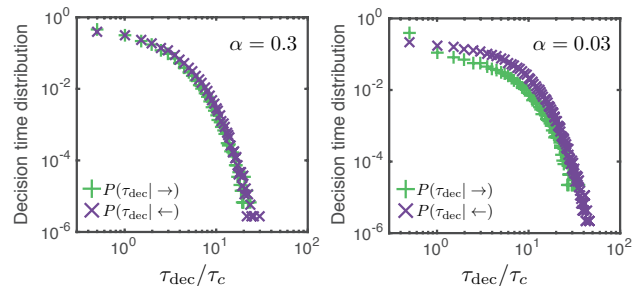 Decision time distribution
10^0
10^-2
10^-4
10^-6
α = 0.3
+ P(τ_dec| →)
× P(τ_dec| ←)
10^0 10^1 10^2
τ_dec/τ_c
Decision time distribution
10^0
10^-2
10^-4
10^-6
α = 0.03
+ P(τ_dec| →)
× P(τ_dec| ←)
10^0 10^1 10^2
τ_dec/τ_c